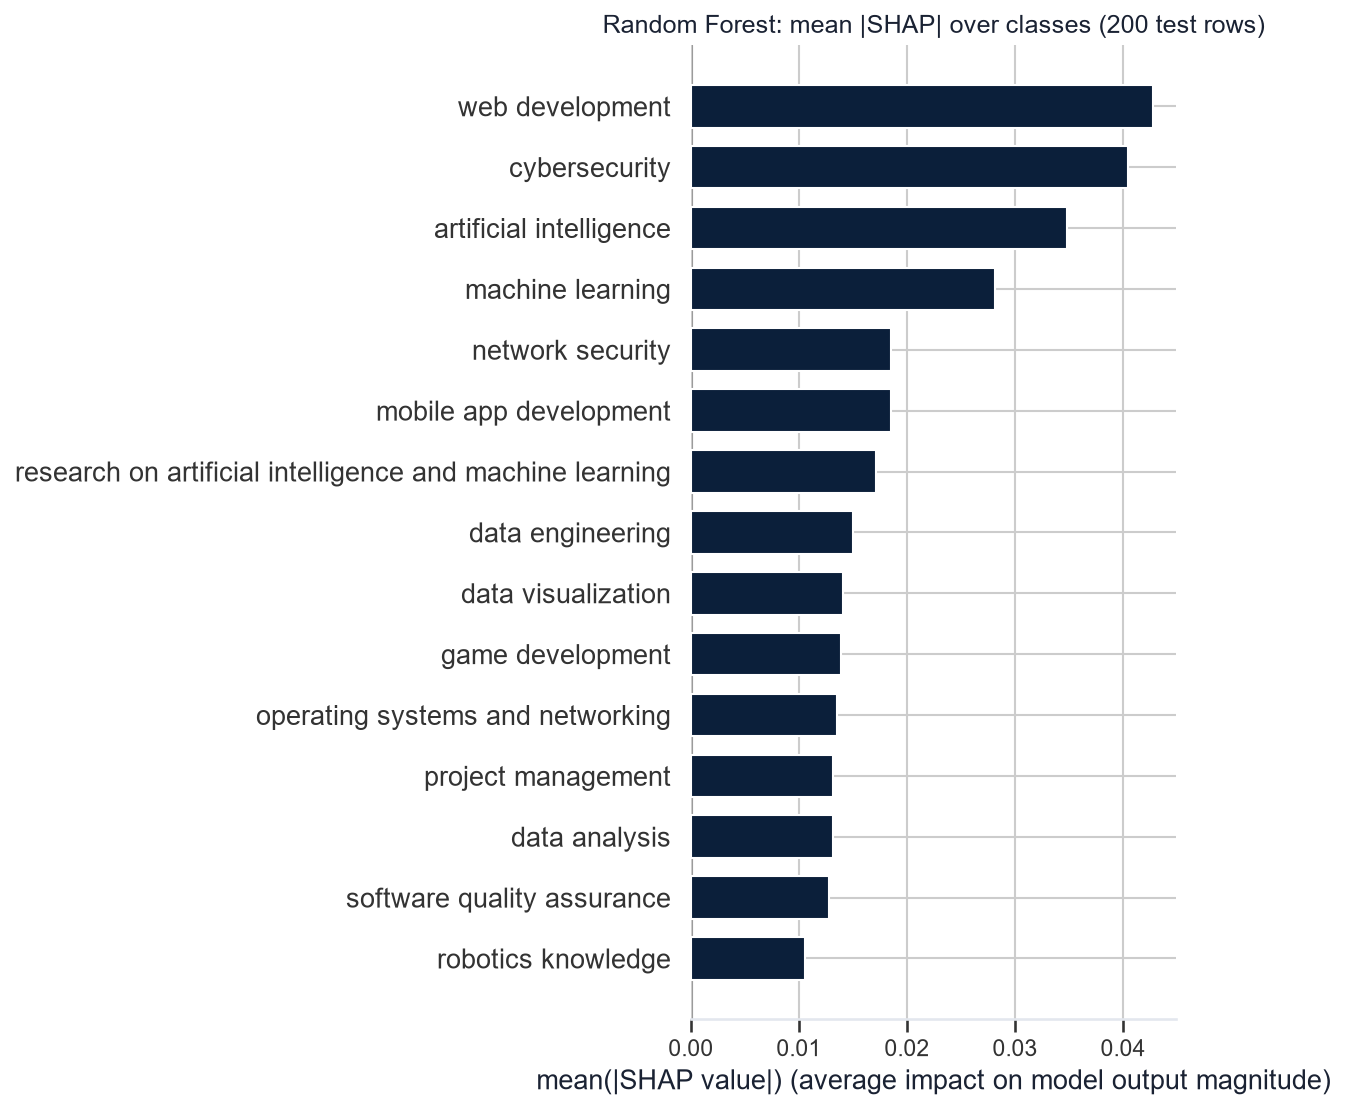 Random Forest: mean |SHAP| over classes (200 test rows)
web development
cybersecurity
artificial intelligence
machine learning
network security
mobile app development
research on artificial intelligence and machine learning
data engineering
data visualization
game development
operating systems and networking
project management
data analysis
software quality assurance
robotics knowledge
0.00 0.01 0.02 0.03 0.04
mean(|SHAP value|) (average impact on model output magnitude)